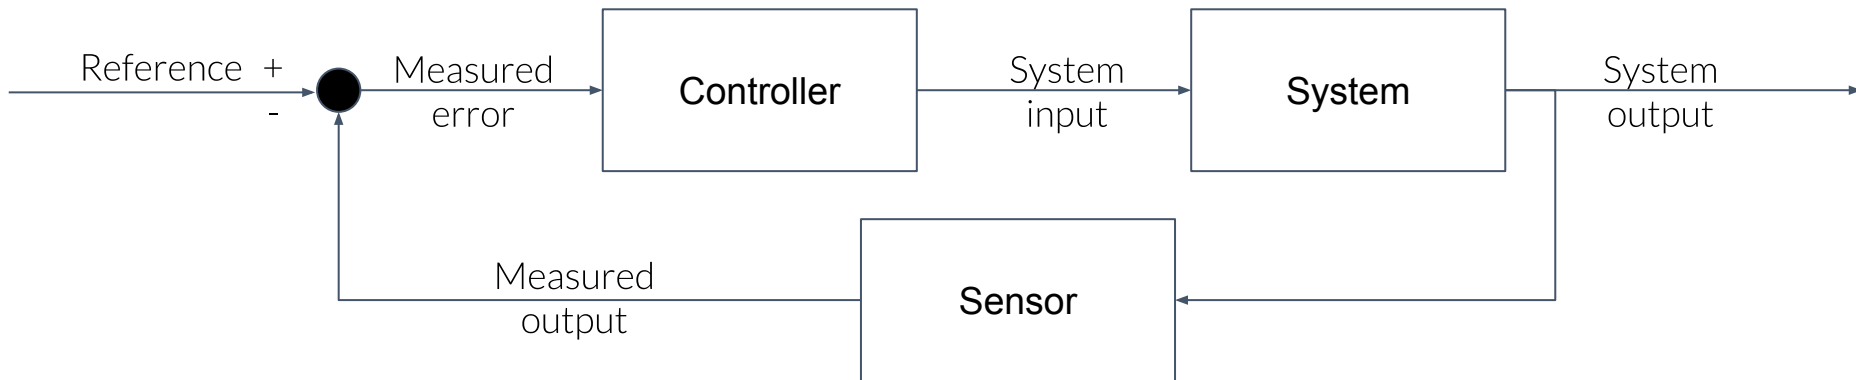 Reference +
-
Measured
error
Controller
System
input
System
System
output
Measured
output
Sensor